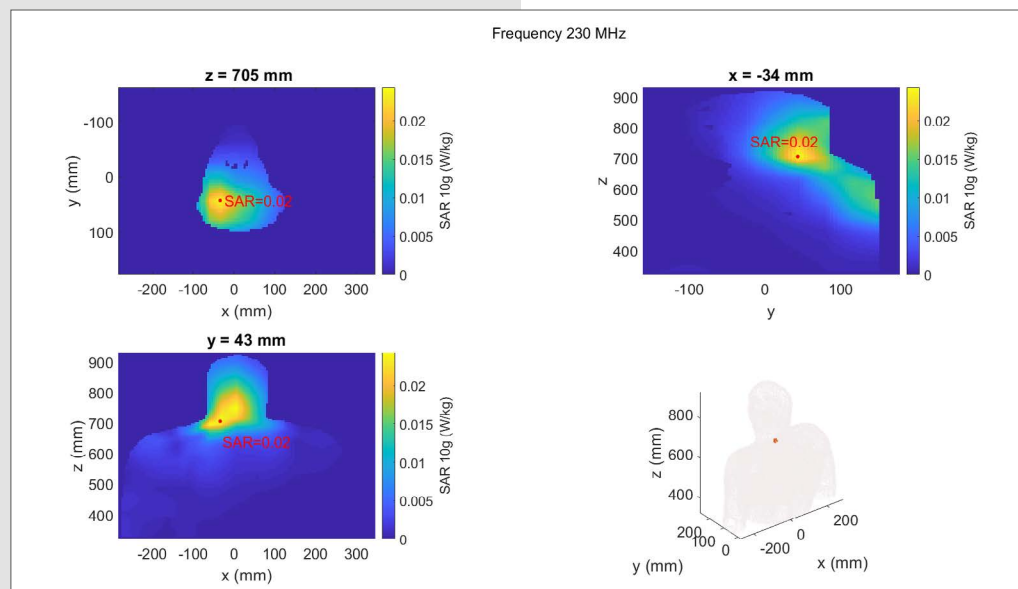 Frequency 230 MHz
z = 705 mm
-100
0
100
y (mm)
-200 -100 0 100 200 300
x (mm)
SAR=0.02
0.02
0.015
0.01
0.005
0
SAR 10g (W/kg)
x = -34 mm
900
800
700
600
500
400
z
-100 0 100
y
SAR=0.02
0.02
0.015
0.01
0.005
0
SAR 10g (W/kg)
y = 43 mm
900
800
700
600
500
400
z (mm)
-200 -100 0 100 200 300
x (mm)
SAR=0.02
0.02
0.015
0.01
0.005
0
SAR 10g (W/kg)
800
600
400
z (mm)
200
100
0
y (mm)
-200
0
200
x (mm)